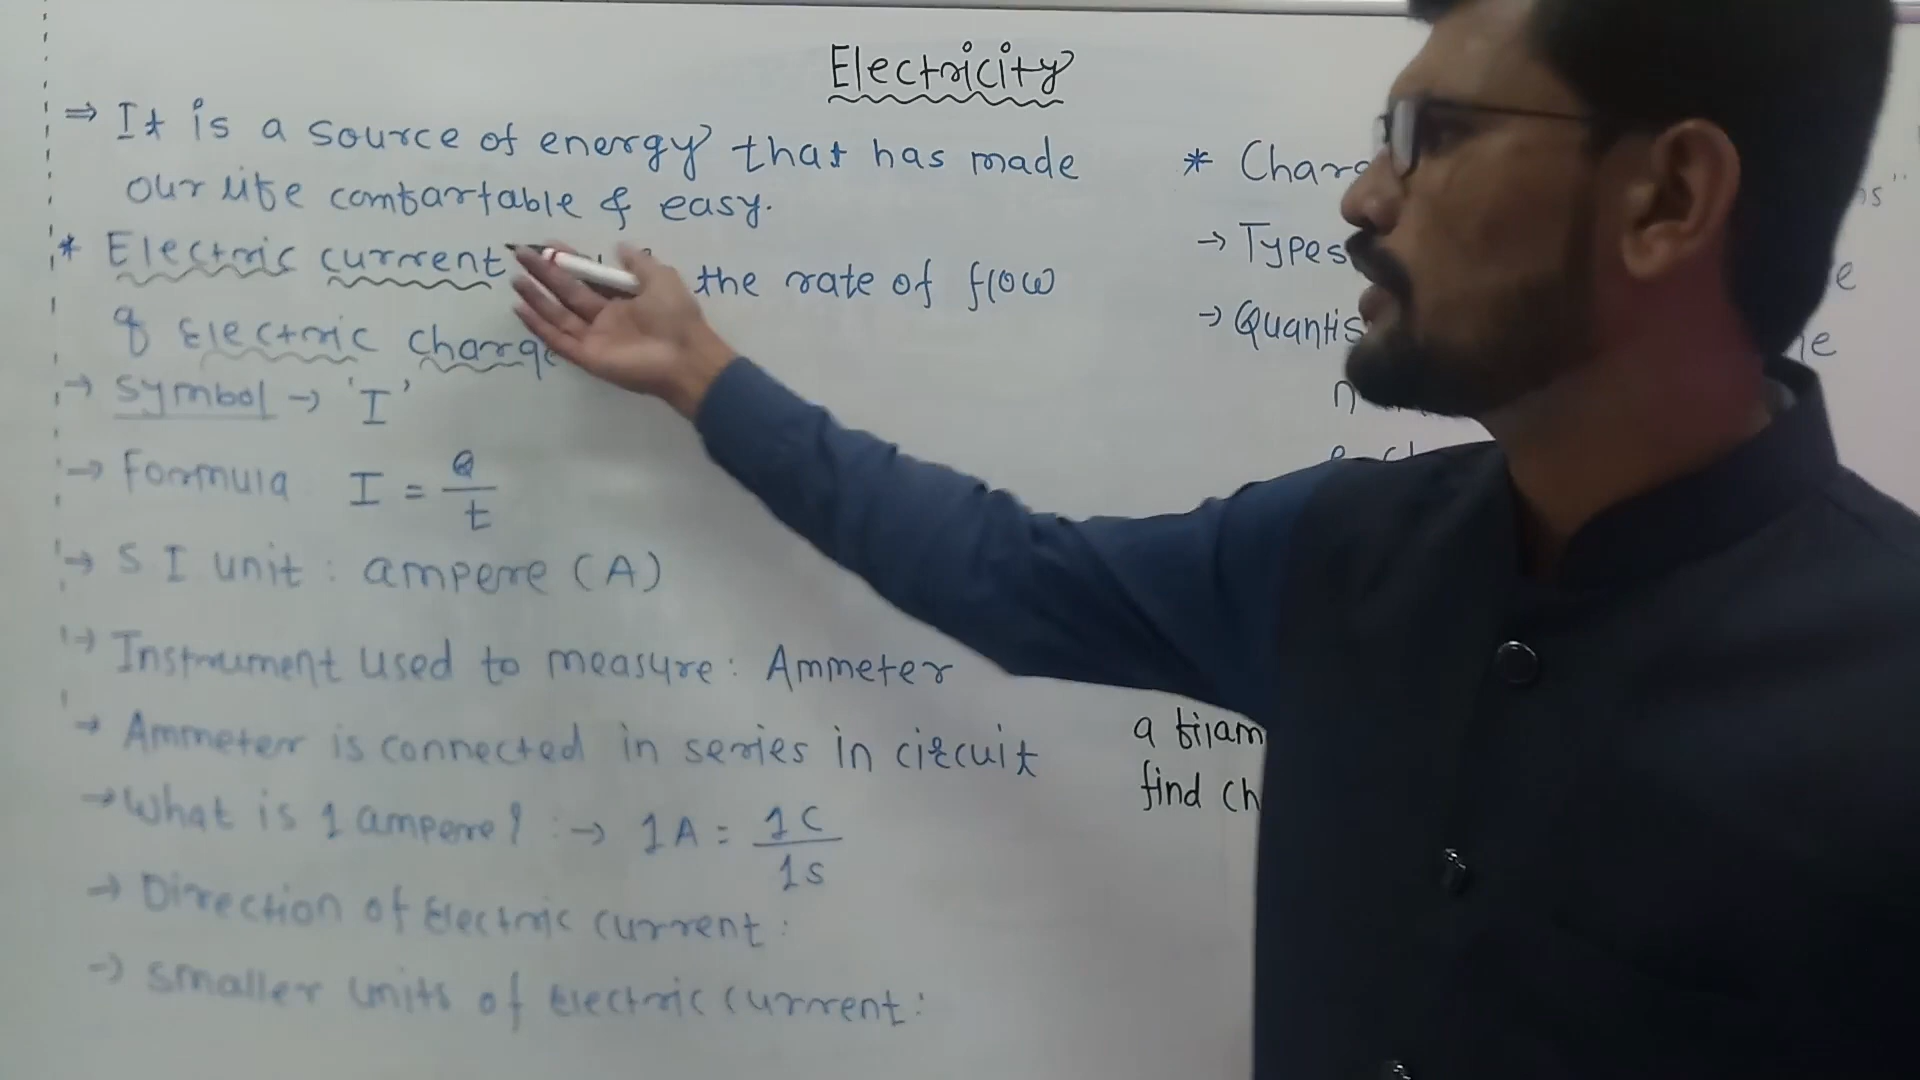 Electricity
⇒ It is a source of energy that has made
our life comfartable & easy.
* Electric current the rate of flow
of Electric charge
→ Symbol → 'I'
→ Formula I = Q/t
→ S I unit : ampere (A)
→ Instrument used to measure : Ammeter
→ Ammeter is connected in series in circuit
→ What is 1 ampere? :→ 1A = 1C/1s
→ Direction of Electric current :
→ Smaller units of Electric current :
*
→ Types
→
a filam
find ch